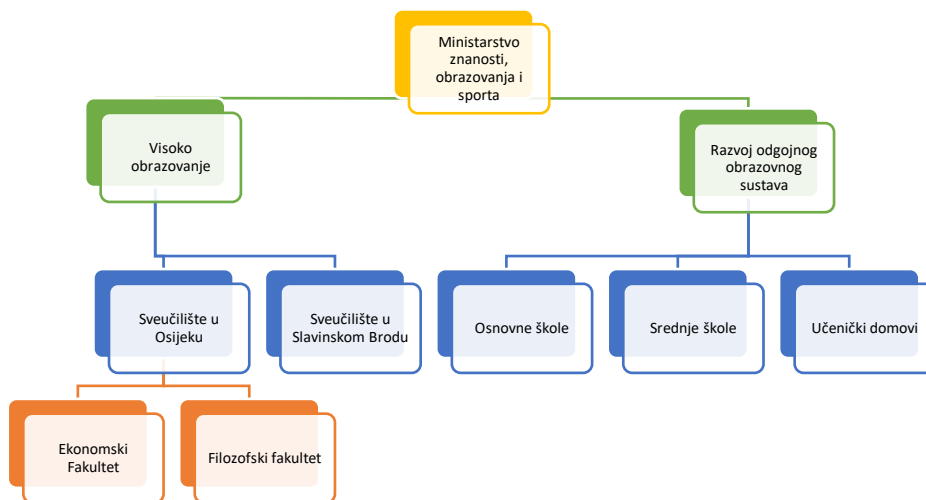 Ministarstvo
znanosti,
obrazovanja i
sporta
Visoko
obrazovanje
Razvoj odgojnog
obrazovnog
sustava
Sveučilište u
Osijeku
Sveučilište u
Slavinskom Brodu
Osnovne škole
Srednje škole
Učenički domovi
Ekonomski
Fakultet
Filozofski fakultet